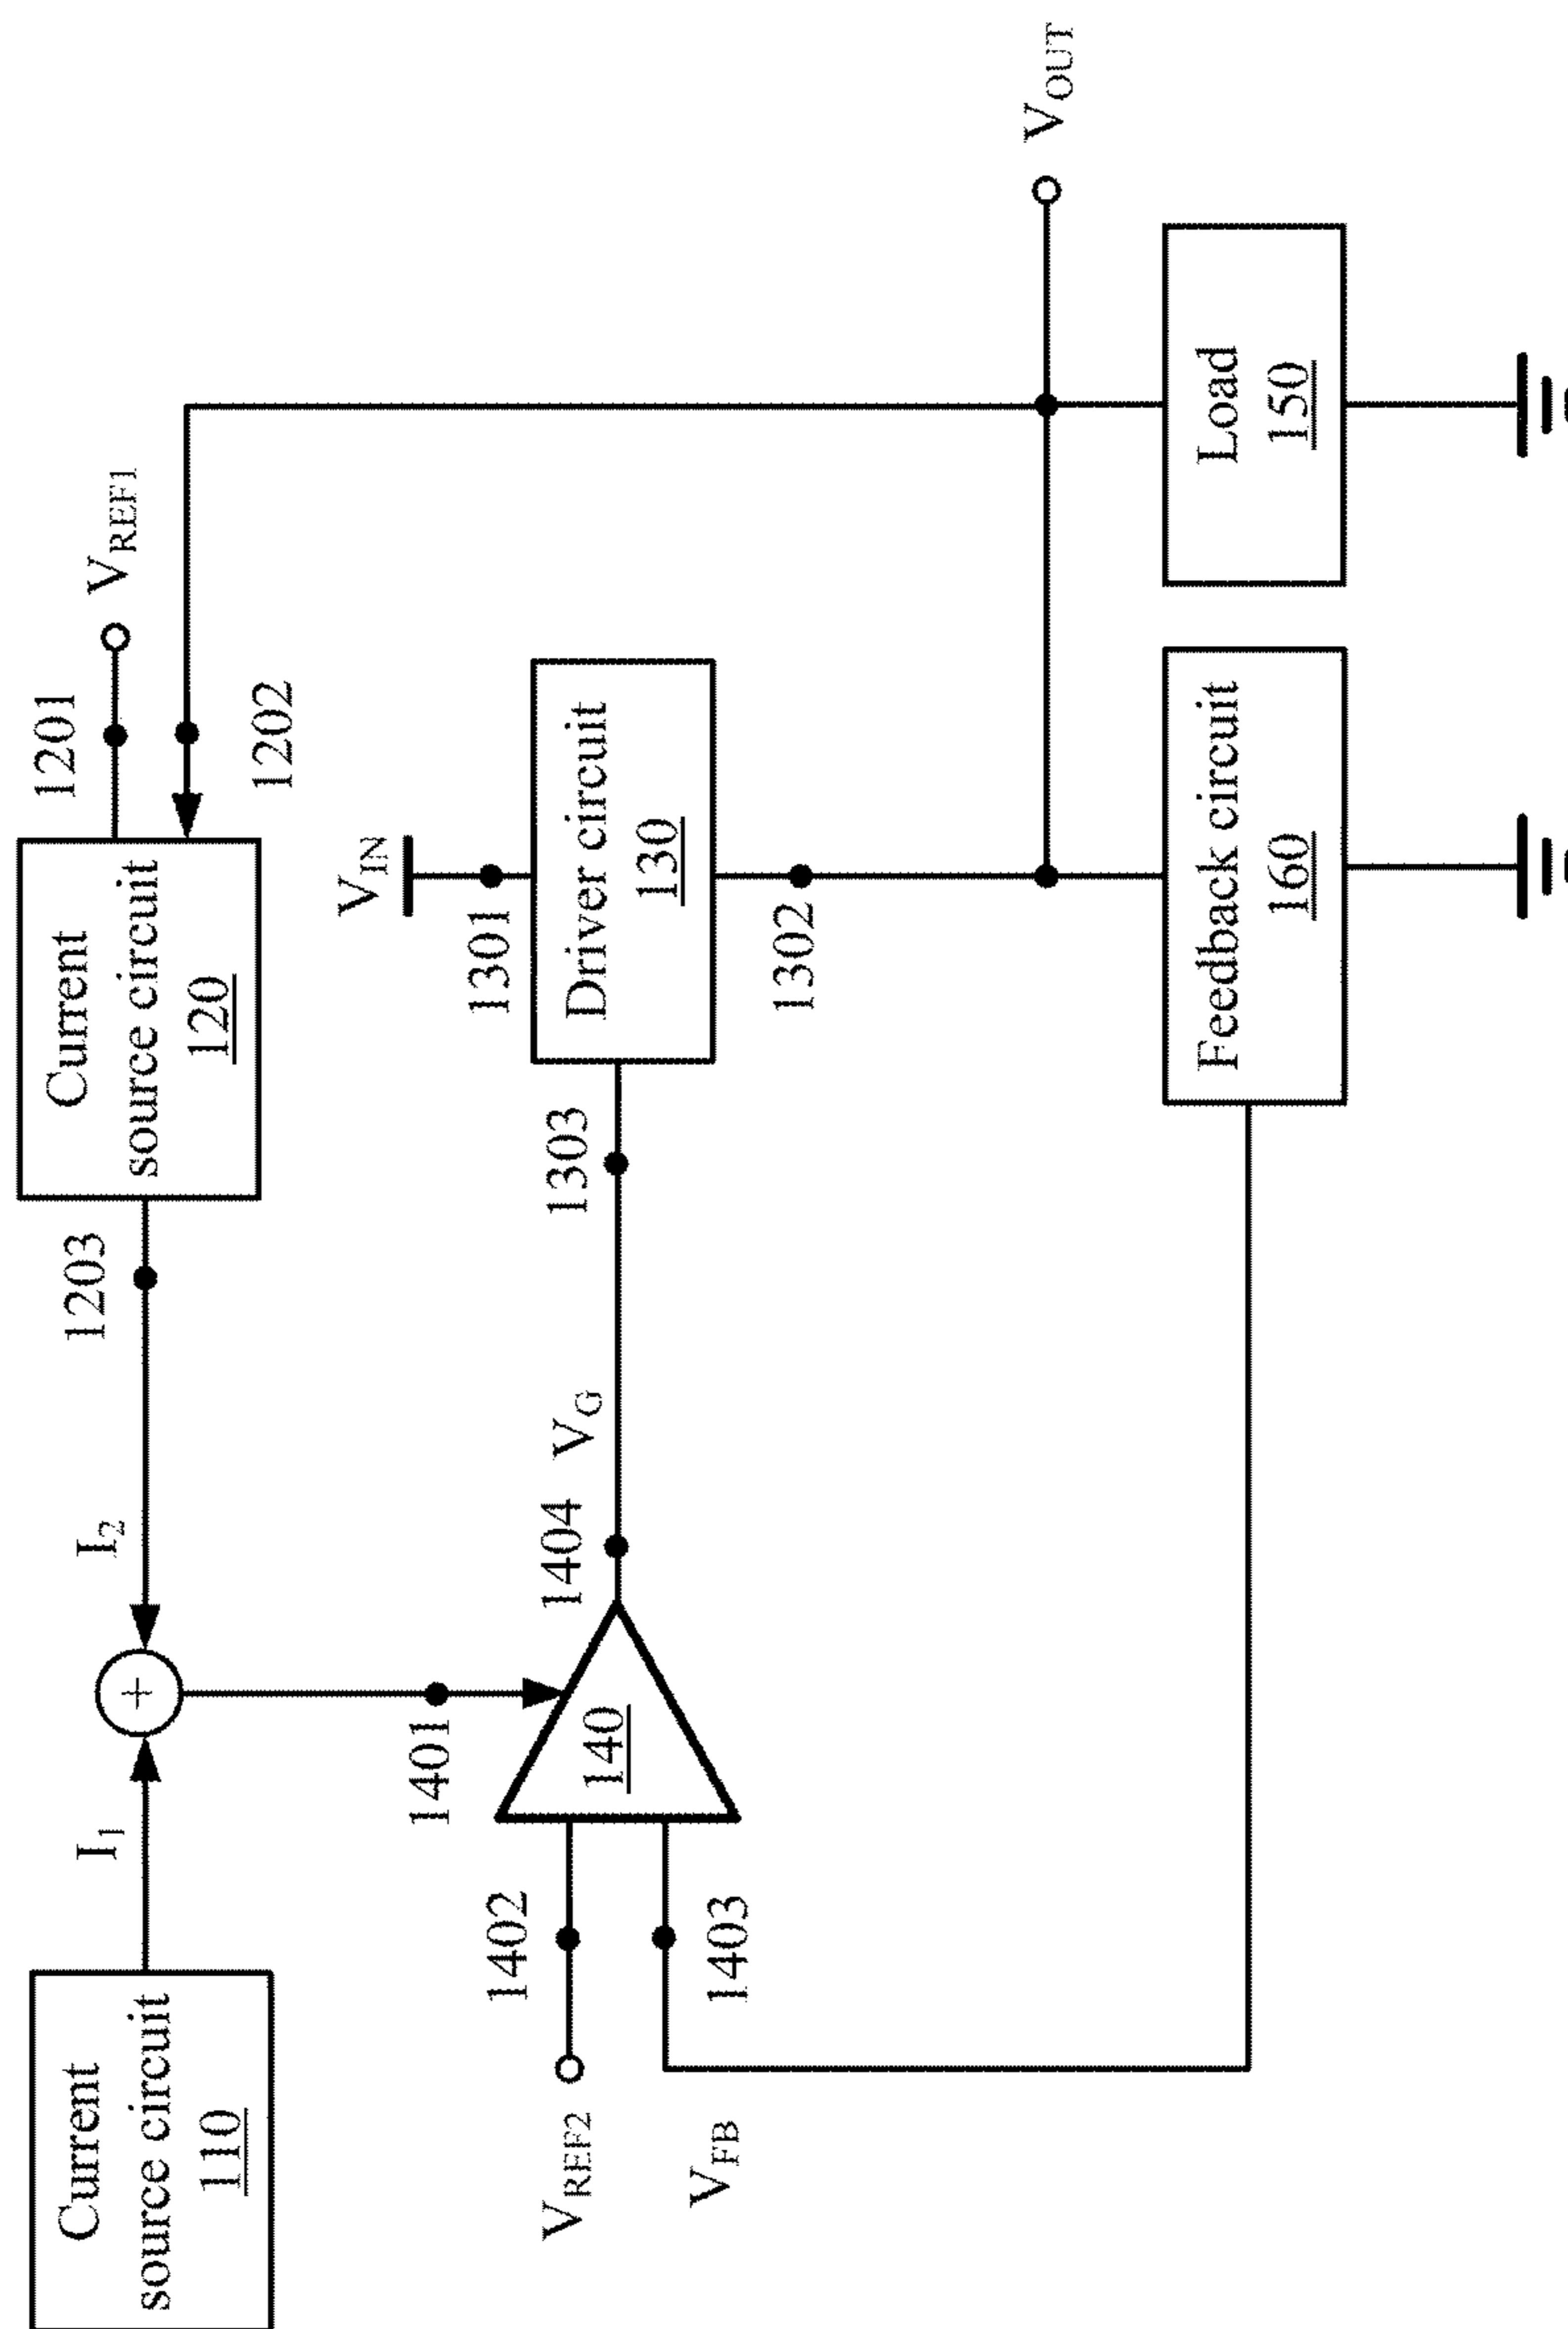 Current
source circuit
110
I1
I2
1203
Current
source circuit
120
1201
VREF1
1202
1401
VIN
1301
1402
VREF2
140
1404
VG
1303
Driver circuit
130
1403
VFB
1302
VOUT
Feedback circuit
160
Load
150